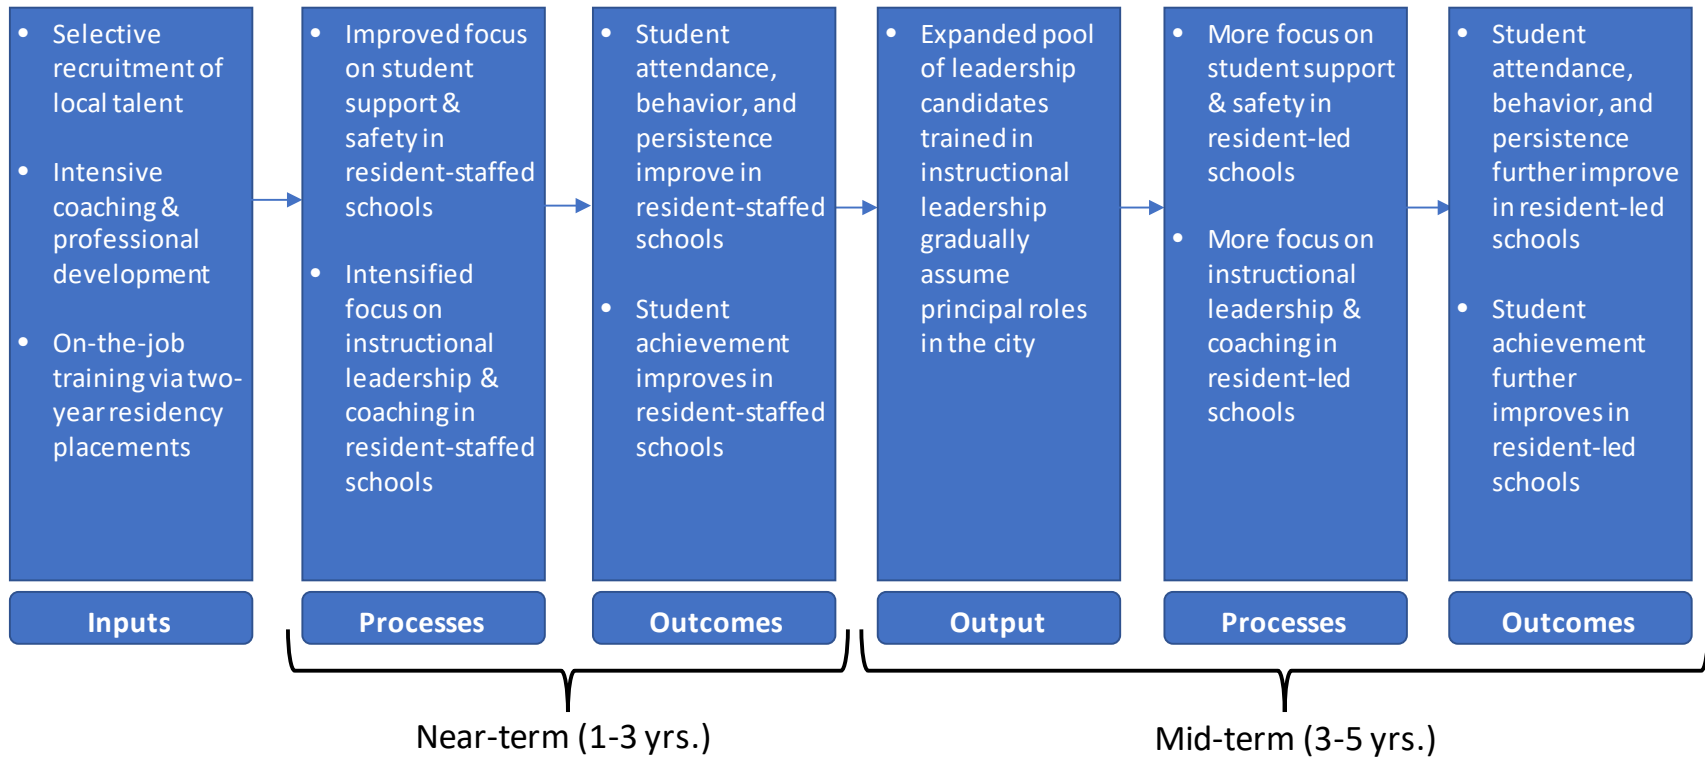 • Selective
recruitment of
local talent
• Intensive
coaching &
professional
development
• On-the-job
training via two-
year residency
placements
Inputs
• Improved focus
on student
support &
safety in
resident-staffed
schools
• Intensified
focus on
instructional
leadership &
coaching in
resident-staffed
schools
Processes
• Student
attendance,
behavior, and
persistence
improve in
resident-staffed
schools
• Student
achievement
improves in
resident-staffed
schools
Outcomes
• Expanded pool
of leadership
candidates
trained in
instructional
leadership
gradually
assume
principal roles
in the city
Output
• More focus on
student support
& safety in
resident-led
schools
• More focus on
instructional
leadership &
coaching in
resident-led
schools
Processes
• Student
attendance,
behavior, and
persistence
further improve
in resident-led
schools
• Student
achievement
further
improves in
resident-led
schools
Outcomes
Near-term (1-3 yrs.)
Mid-term (3-5 yrs.)